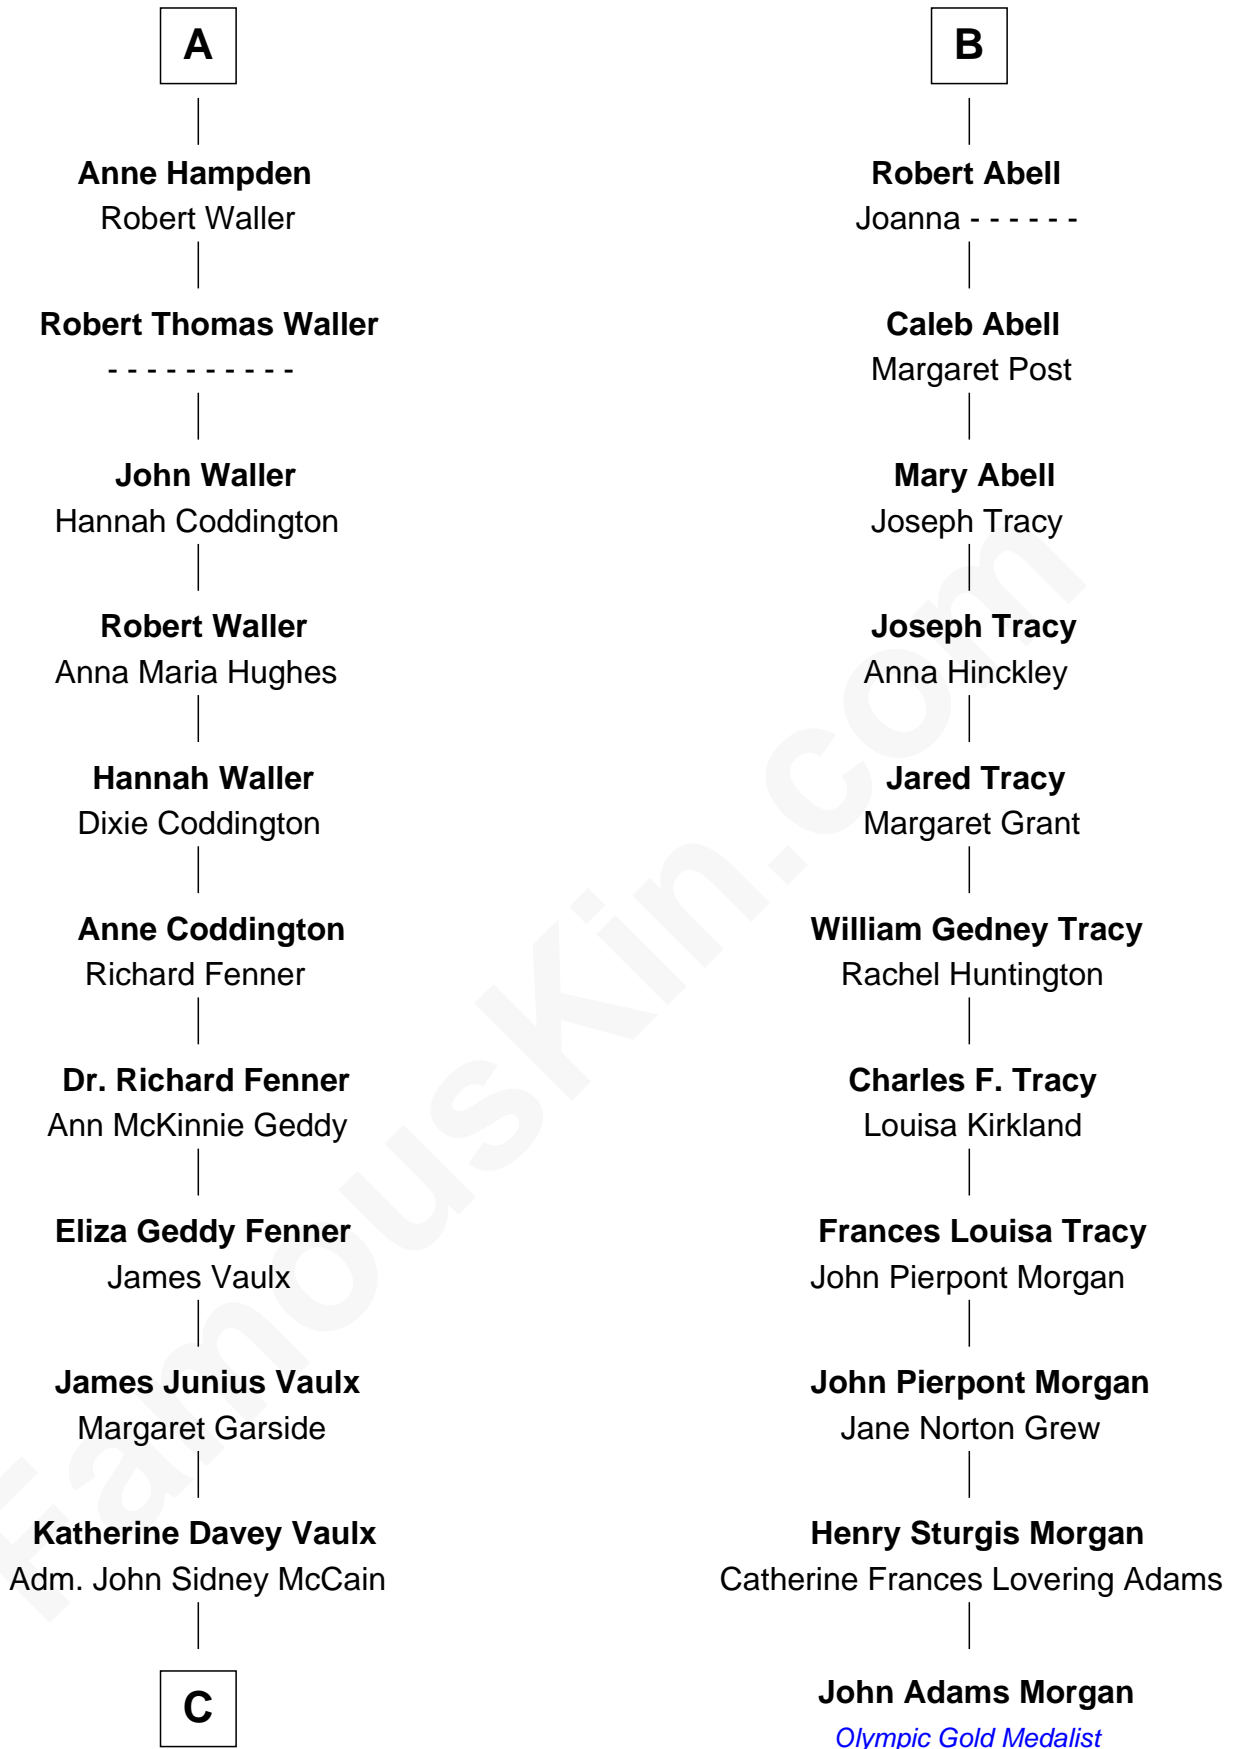 A
Anne Hampden
Robert Waller
Robert Thomas Waller
- - - - - - - - - -
John Waller
Hannah Coddington
Robert Waller
Anna Maria Hughes
Hannah Waller
Dixie Coddington
Anne Coddington
Richard Fenner
Dr. Richard Fenner
Ann McKinnie Geddy
Eliza Geddy Fenner
James Vaulx
James Junius Vaulx
Margaret Garside
Katherine Davey Vaulx
Adm. John Sidney McCain
C
B
Robert Abell
Joanna - - - - - -
Caleb Abell
Margaret Post
Mary Abell
Joseph Tracy
Joseph Tracy
Anna Hinckley
Jared Tracy
Margaret Grant
William Gedney Tracy
Rachel Huntington
Charles F. Tracy
Louisa Kirkland
Frances Louisa Tracy
John Pierpont Morgan
John Pierpont Morgan
Jane Norton Grew
Henry Sturgis Morgan
Catherine Frances Lovering Adams
John Adams Morgan
Olympic Gold Medalist
FamousKin.com